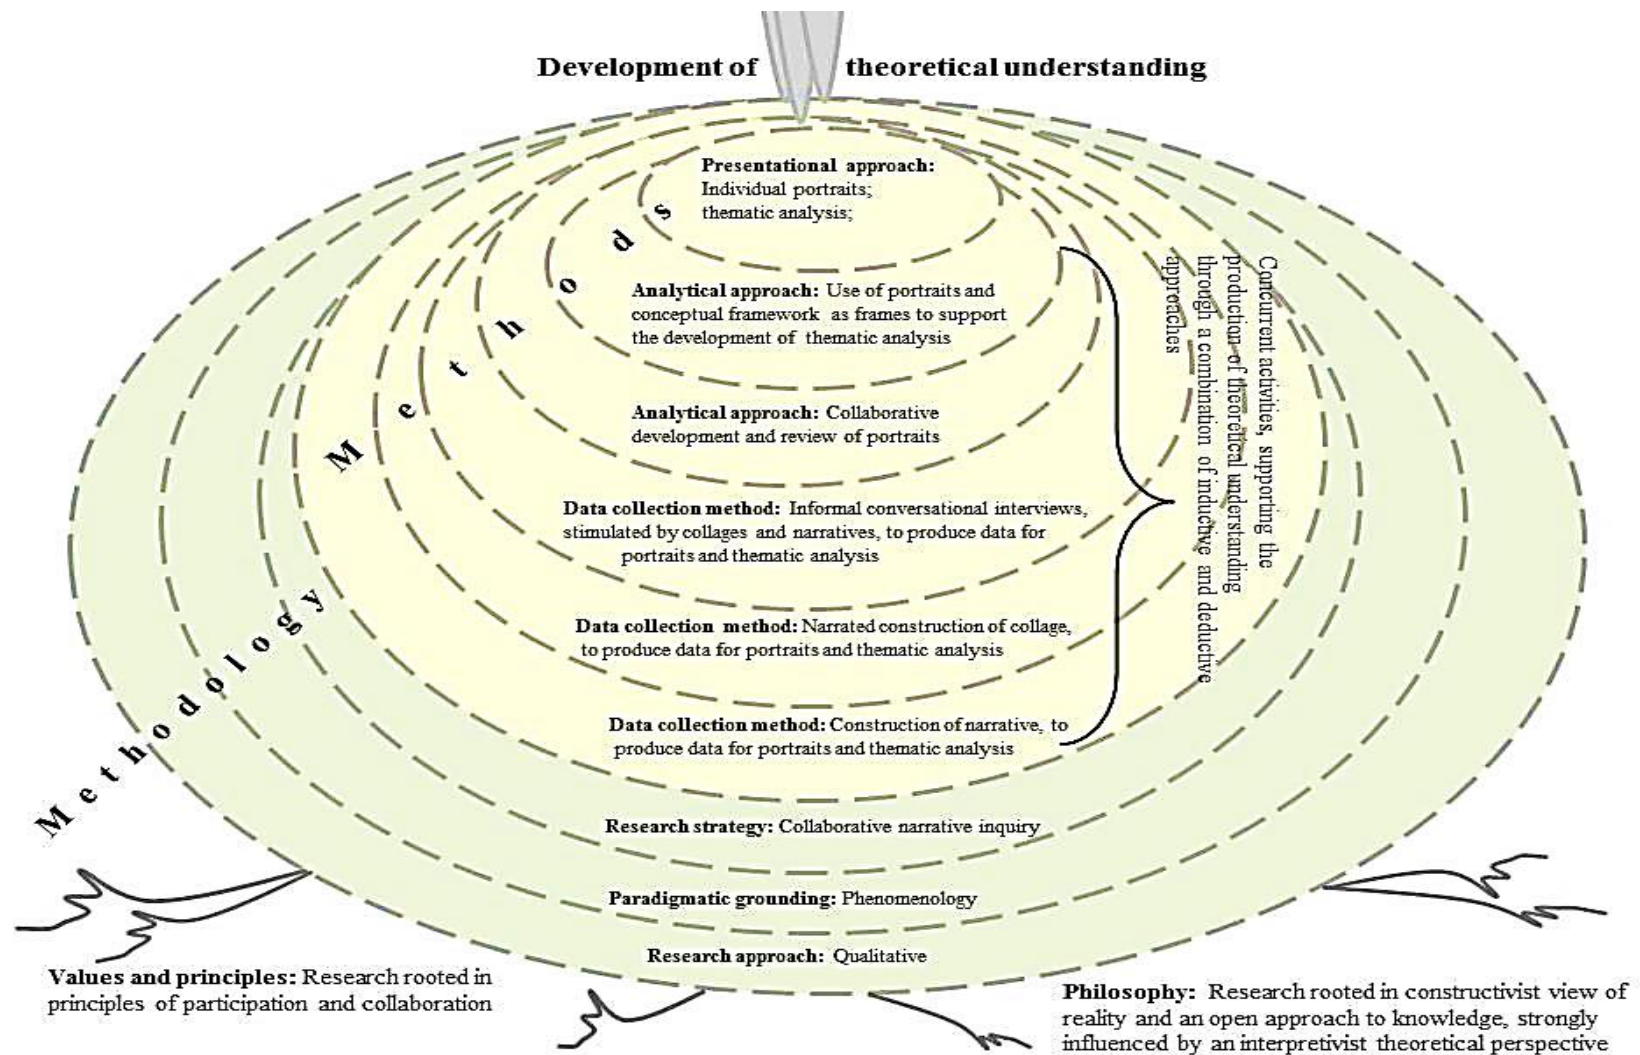 Development of theoretical understanding
Presentational approach:
Individual portraits;
thematic analysis;
Methods
Analytical approach: Use of portraits and
conceptual framework as frames to support
the development of thematic analysis
Analytical approach: Collaborative
development and review of portraits
Data collection method: Informal conversational interviews,
stimulated by collages and narratives, to produce data for
portraits and thematic analysis
Data collection method: Narrated construction of collage,
to produce data for portraits and thematic analysis
Data collection method: Construction of narrative, to
produce data for portraits and thematic analysis
Concurrent activities, supporting the
production of theoretical understanding
through a combination of inductive and deductive
approaches
Methodology
Research strategy: Collaborative narrative inquiry
Paradigmatic grounding: Phenomenology
Research approach: Qualitative
Values and principles: Research rooted in
principles of participation and collaboration
Philosophy: Research rooted in constructivist view of
reality and an open approach to knowledge, strongly
influenced by an interpretivist theoretical perspective